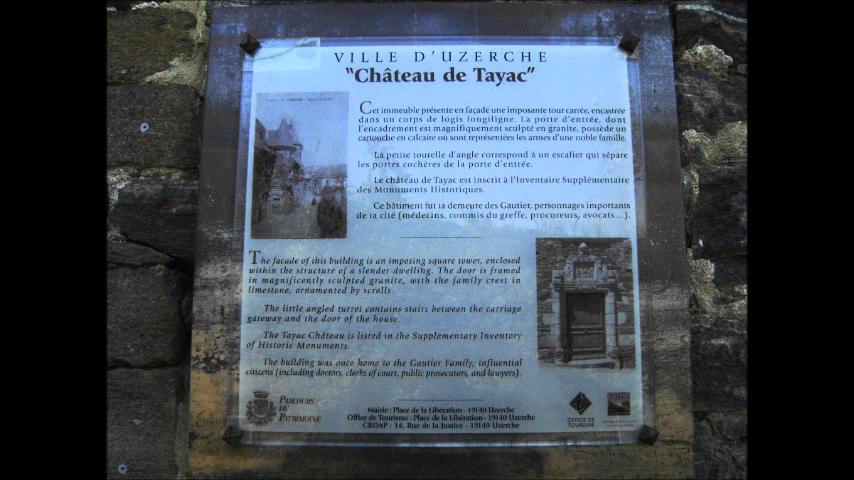 VILLE D'UZERCHE
"Château de Tayac"
Cet immeuble présente en façade une imposante tour carrée, encastrée
dans un corps de logis longiligne. La porte d'entrée, dont
l'encadrement est magnifiquement sculpté en granite, possède un
cartouche en calcaire où sont représentées les armes d'une noble famille.
La petite tourelle d'angle correspond à un escalier qui sépare
les portes cochères de la porte d'entrée.
Le château de Tayac est inscrit à l'Inventaire Supplémentaire
des Monuments Historiques.
Ce bâtiment fut la demeure des Gautier, personnages importants
de la cité (médecins, commis du greffe, procureurs, avocats...).
The facade of this building is an imposing square tower, enclosed
within the structure of a slender dwelling. The door is framed
in magnificently sculpted granite, with the family crest in
limestone, ornamented by scrolls.
The little angled turret contains stairs between the carriage
gateway and the door of the house.
The Tayac Château is listed in the Supplementary Inventory
of Historic Monuments.
The building was once home to the Gautier Family, influential
citizens (including doctors, clerks of court, public prosecutors, and lawyers).
PARCOURS
DU
PATRIMOINE
Mairie : Place de la Libération - 19140 Uzerche
Office de Tourisme : Place de la Libération - 19140 Uzerche
CRDAP : 14, Rue de la Justice - 19140 Uzerche
OFFICE DE
TOURISME